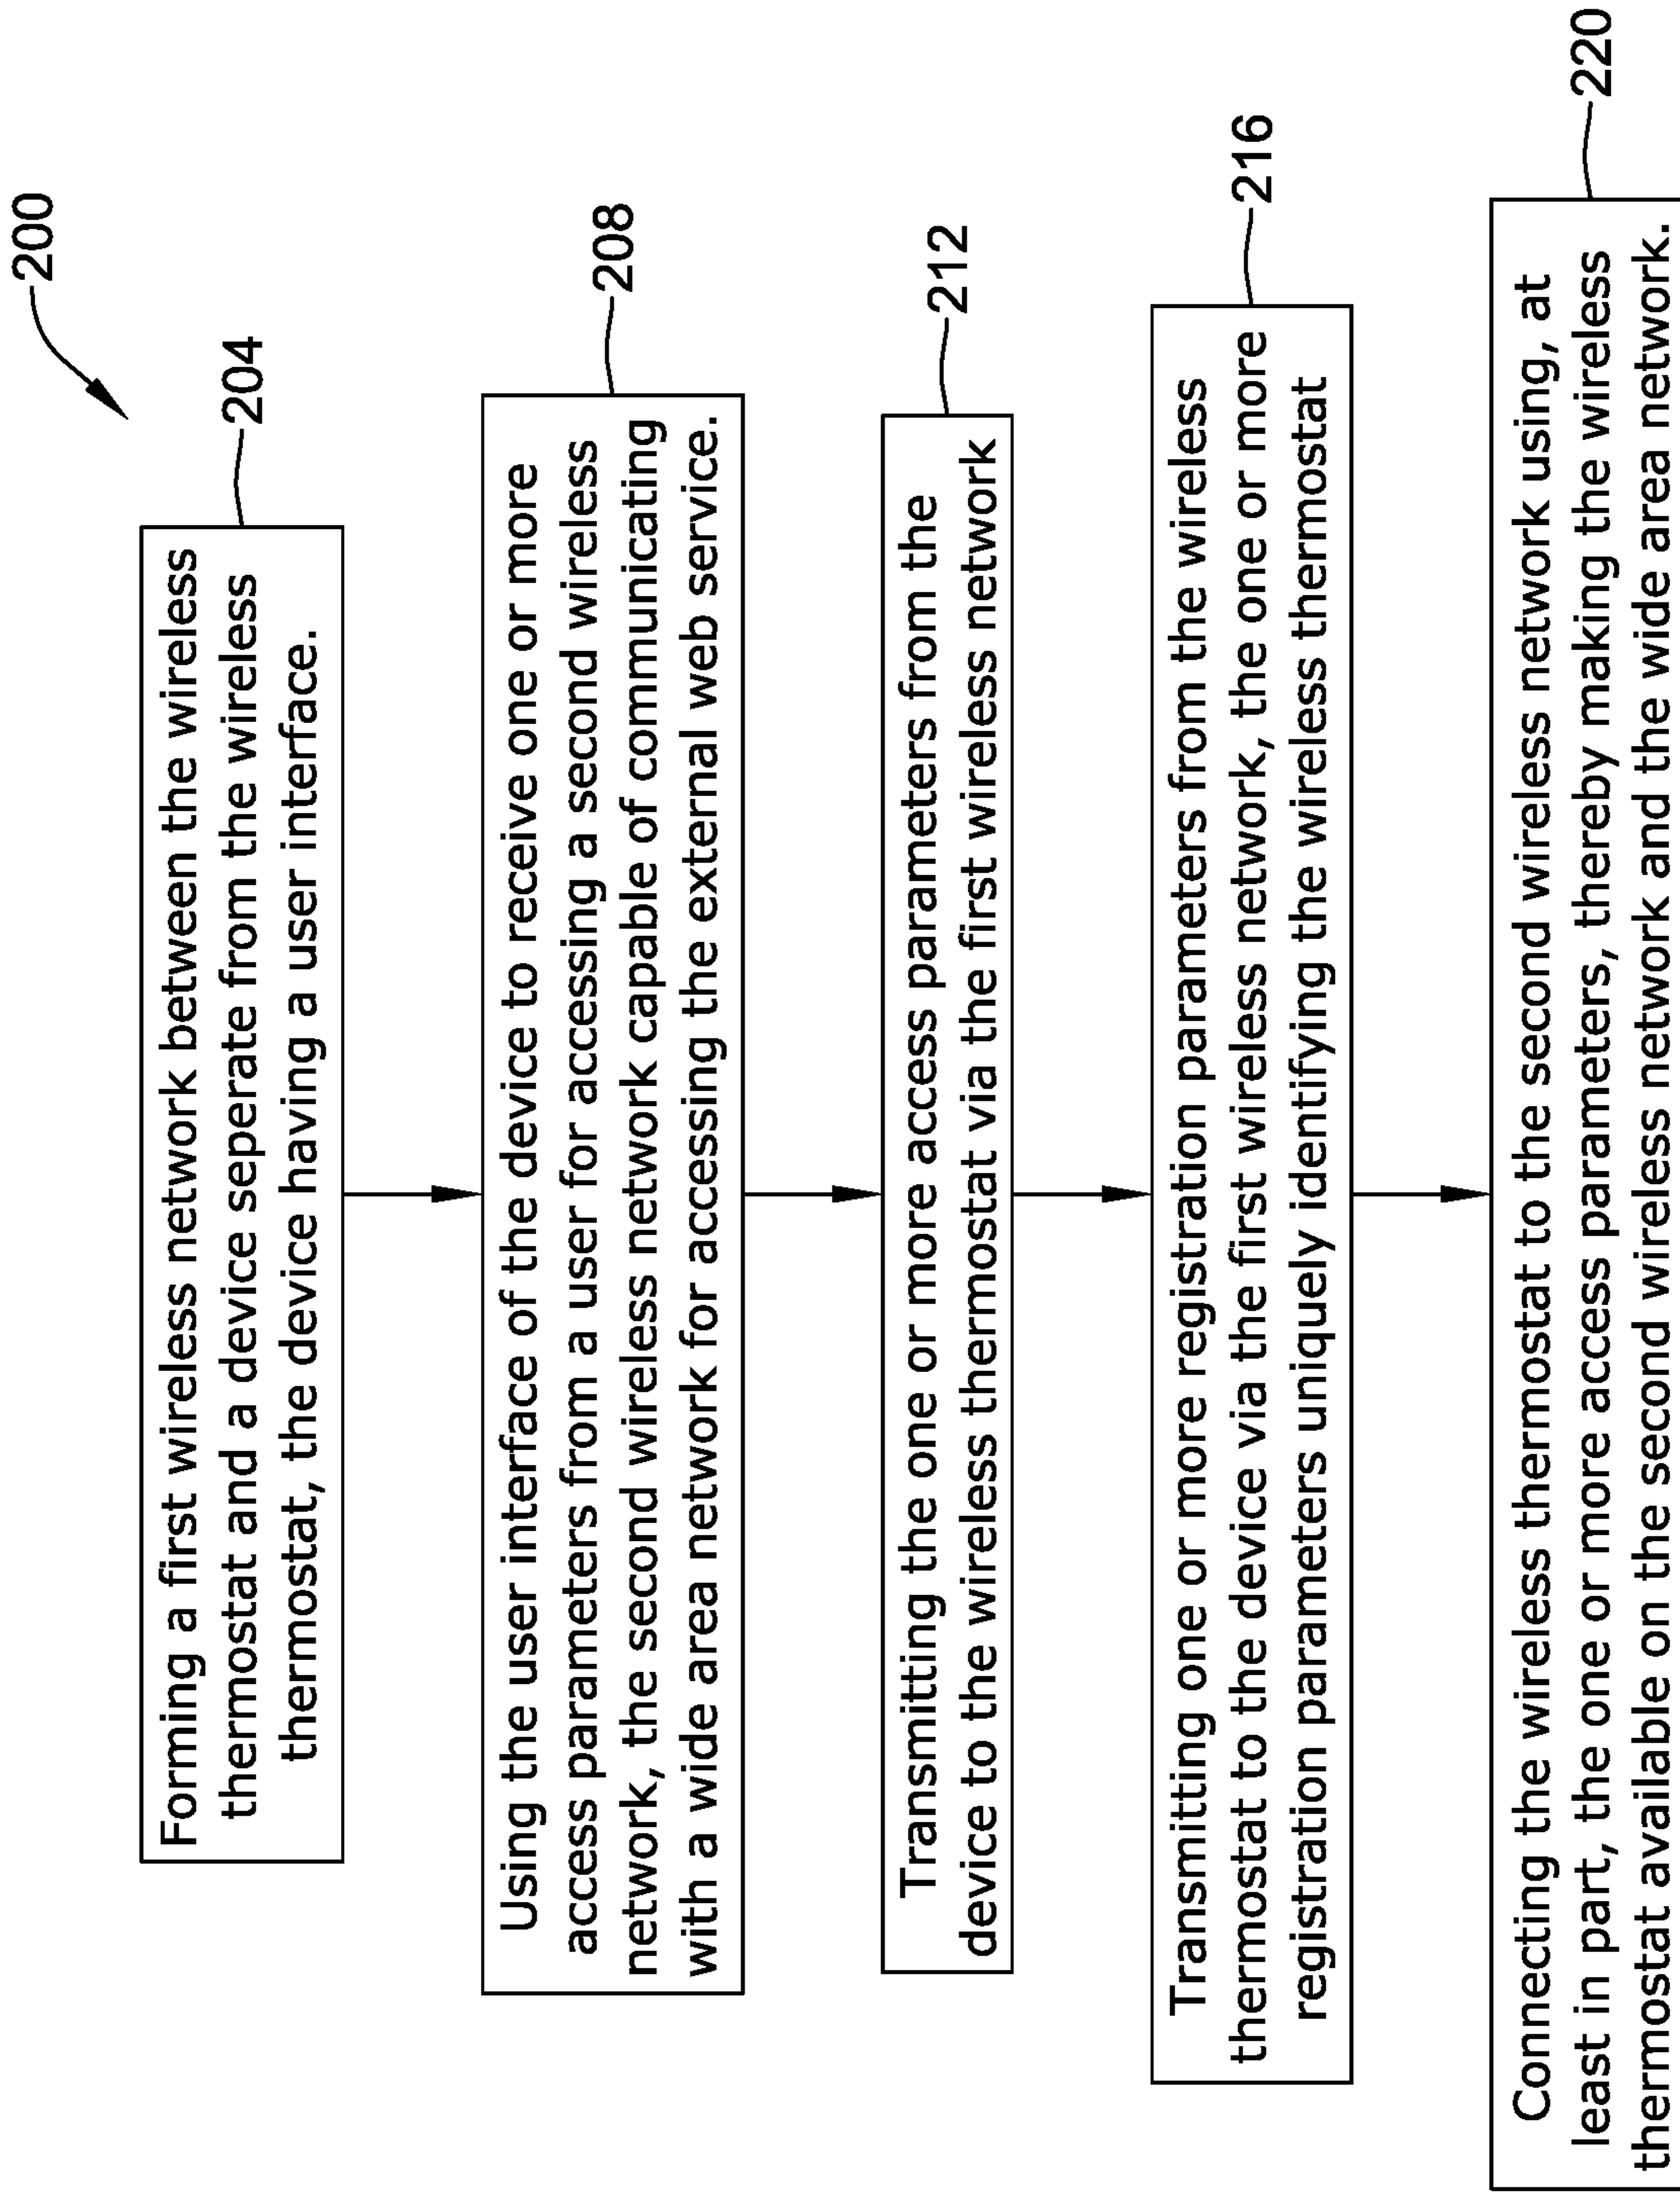 200
204
Forming a first wireless network between the wireless
thermostat and a device seperate from the wireless
thermostat, the device having a user interface.
208
Using the user interface of the device to receive one or more
access parameters from a user for accessing a second wireless
network, the second wireless network capable of communicating
with a wide area network for accessing the external web service.
212
Transmitting the one or more access parameters from the
device to the wireless thermostat via the first wireless network
216
Transmitting one or more registration parameters from the wireless
thermostat to the device via the first wireless network, the one or more
registration parameters uniquely identifying the wireless thermostat
220
Connecting the wireless thermostat to the second wireless network using, at
least in part, the one or more access parameters, thereby making the wireless
thermostat available on the second wireless network and the wide area network.